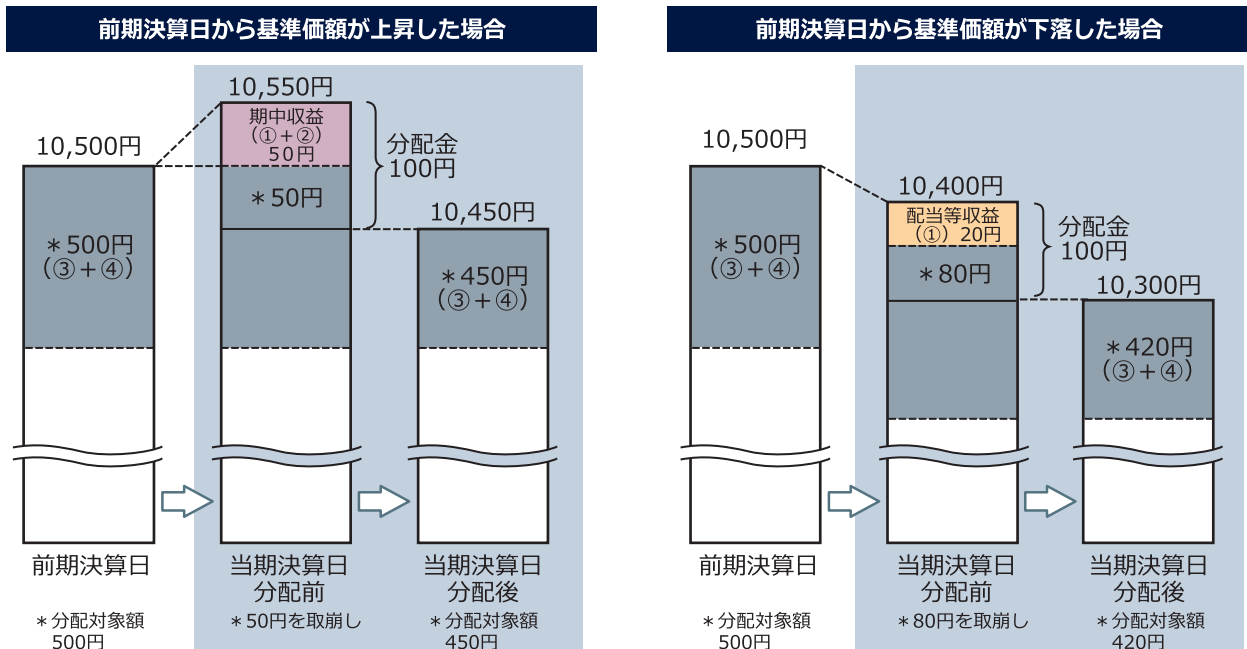 前期決算日から基準価額が上昇した場合
10,550円
期中収益
（①＋②）
50円
10,500円
分配金
100円
＊50円
10,450円
＊500円
（③＋④）
＊450円
（③＋④）
前期決算日
当期決算日
分配前
当期決算日
分配後
＊分配対象額
500円
＊50円を取崩し
＊分配対象額
450円
前期決算日から基準価額が下落した場合
10,500円
10,400円
配当等収益
（①）20円
分配金
100円
＊500円
（③＋④）
＊80円
10,300円
＊420円
（③＋④）
前期決算日
当期決算日
分配前
当期決算日
分配後
＊分配対象額
500円
＊80円を取崩し
＊分配対象額
420円